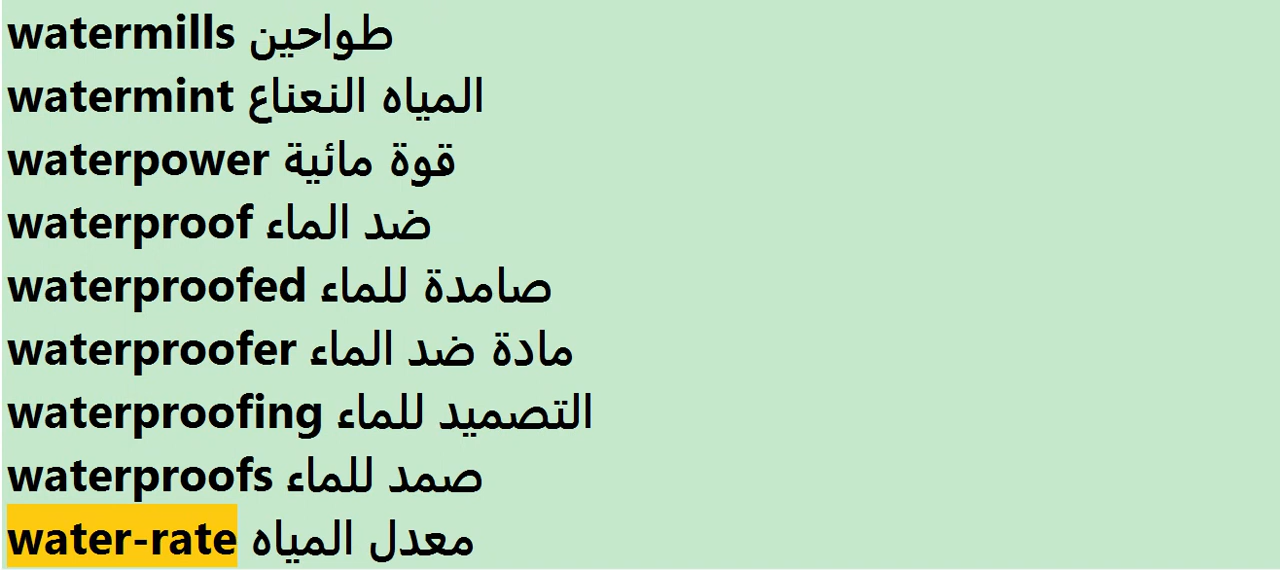 watermills طواحين
watermint المياه النعناع
waterpower قوة مائية
waterproof ضد الماء
waterproofed صامدة للماء
waterproofer مادة ضد الماء
waterproofing التصميد للماء
waterproofs صمد للماء
water-rate معدل المياه